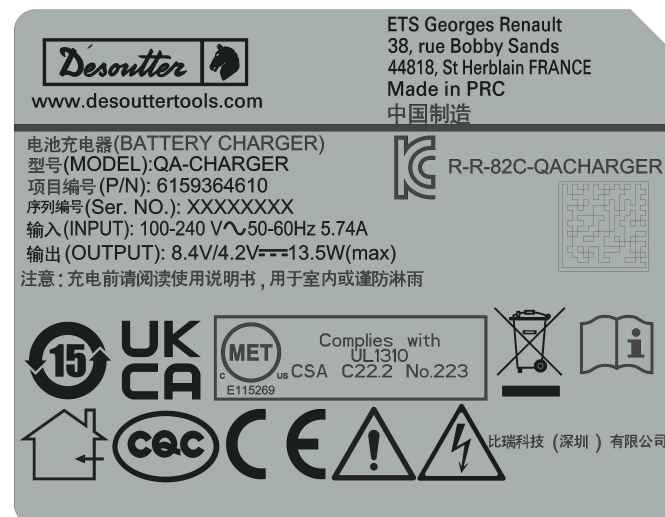 Desoutter
www.desouttertools.com
ETS Georges Renault
38, rue Bobby Sands
44818, St Herblain FRANCE
Made in PRC
中国制造
电池充电器(BATTERY CHARGER)
型号(MODEL):QA-CHARGER
项目编号(P/N): 6159364610
序列编号(Ser. NO.): XXXXXXXX
输入(INPUT): 100-240 V~50-60Hz 5.74A
输出(OUTPUT): 8.4V/4.2V⎓13.5W(max)
注意:充电前请阅读使用说明书,用于室内或谨防淋雨
R-R-82C-QACHARGER
15
UK
CA
MET
C US
E115269
Complies with
UL1310
CSA C22.2 No.223
i
CQC
CE
比瑞科技(深圳)有限公司